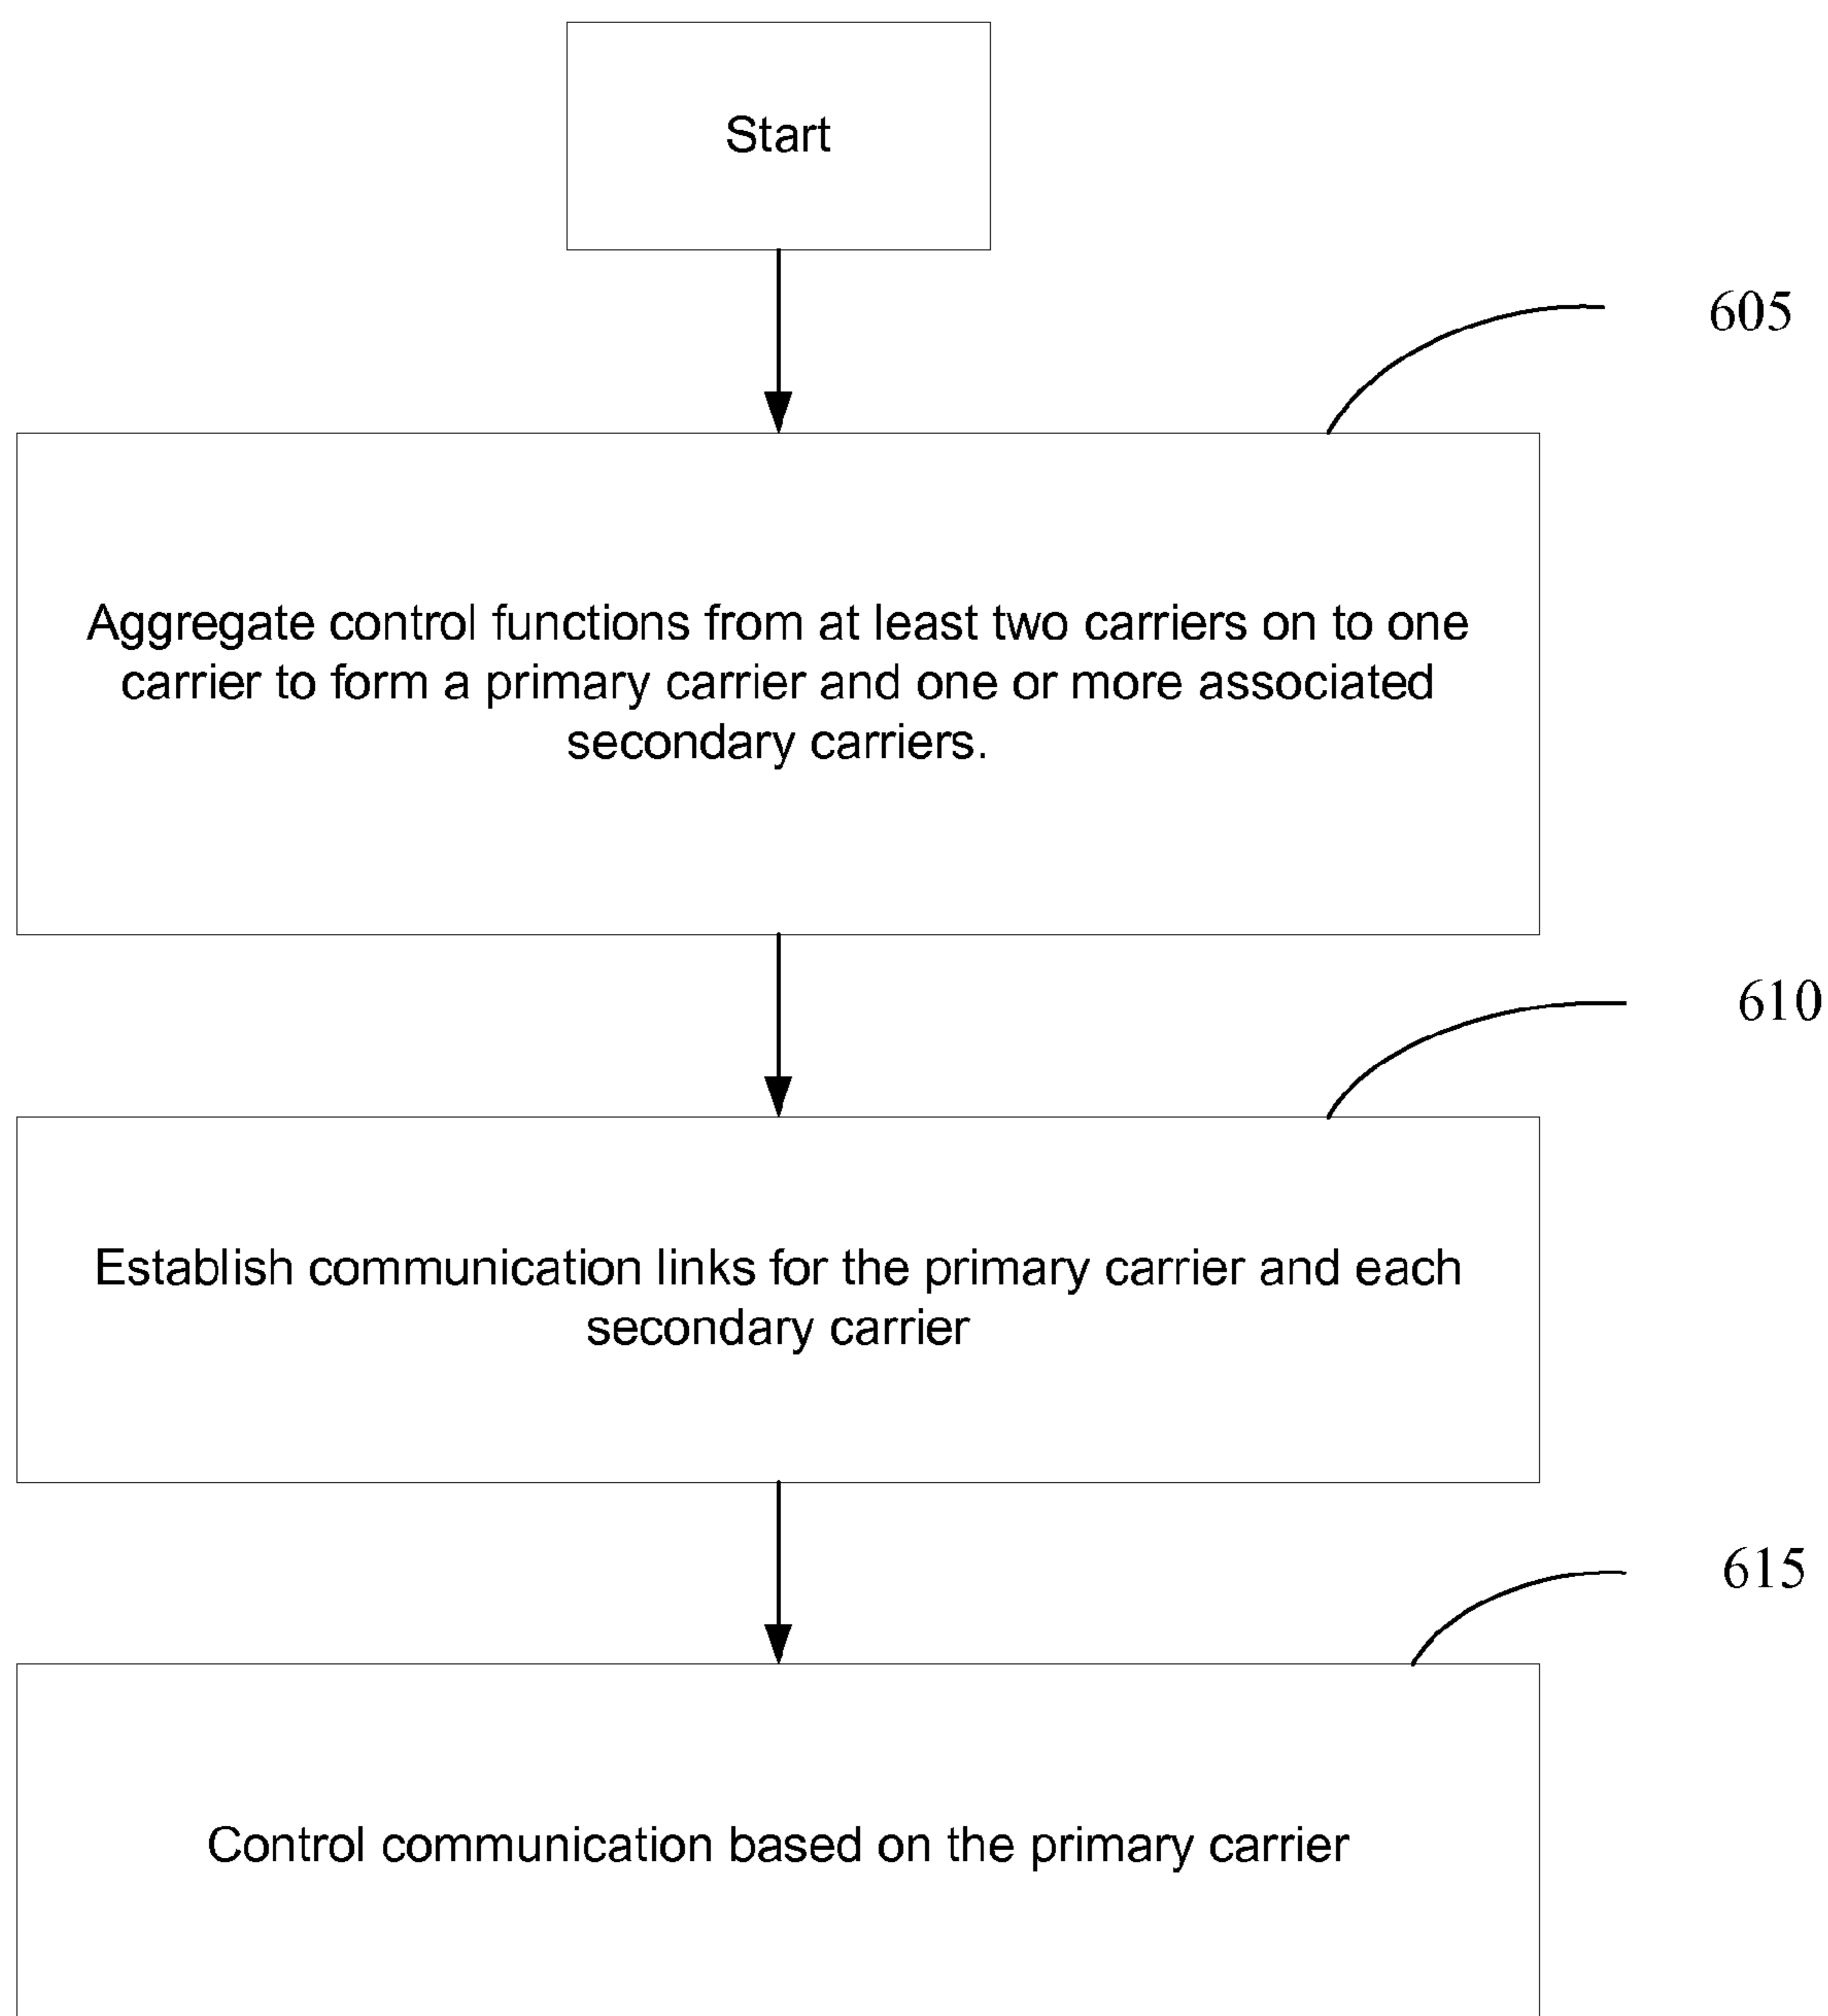 Start
605
Aggregate control functions from at least two carriers on to one
carrier to form a primary carrier and one or more associated
secondary carriers.
610
Establish communication links for the primary carrier and each
secondary carrier
615
Control communication based on the primary carrier